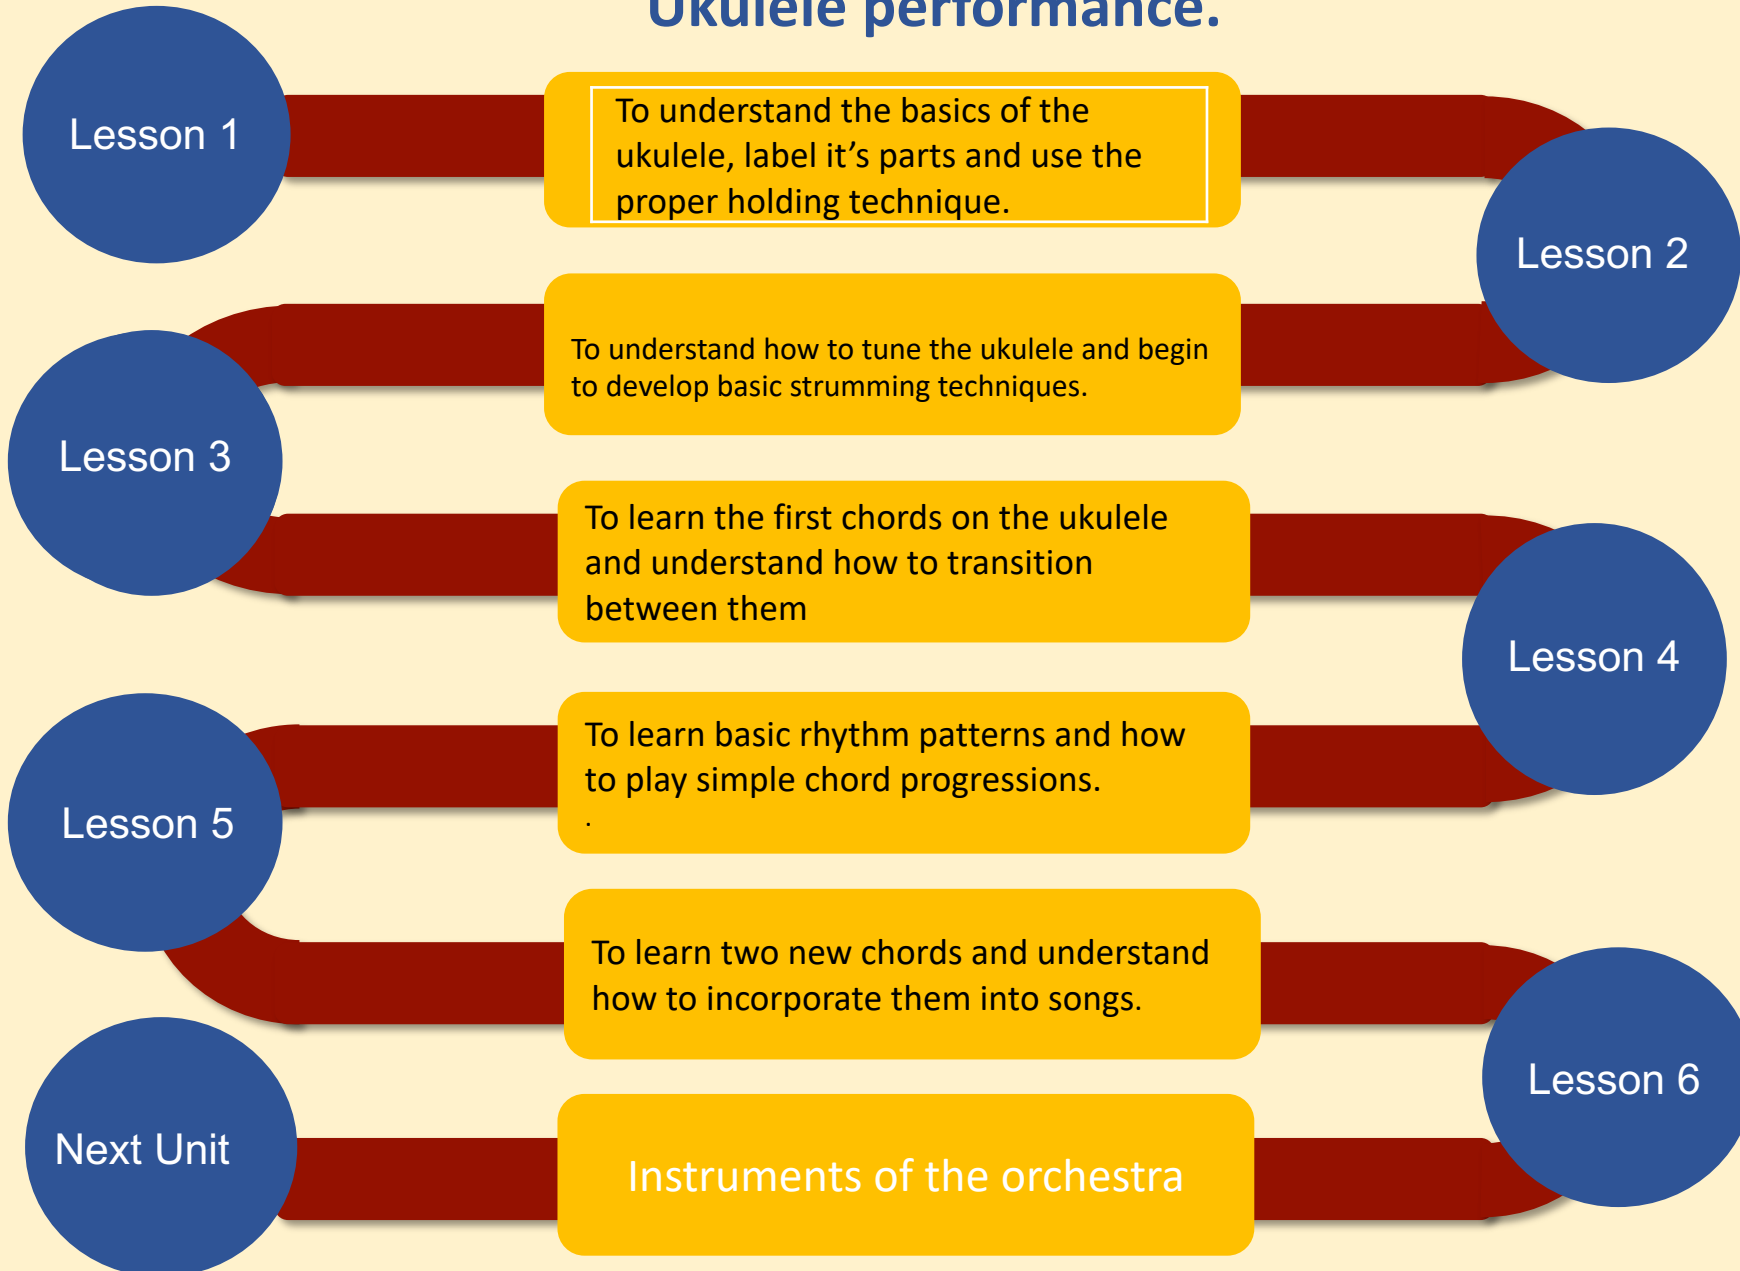 Ukulele performance.
Lesson 1
To understand the basics of the
ukulele, label it’s parts and use the
proper holding technique.
Lesson 2
To understand how to tune the ukulele and begin
to develop basic strumming techniques.
Lesson 3
To learn the first chords on the ukulele
and understand how to transition
between them
Lesson 4
To learn basic rhythm patterns and how
to play simple chord progressions.
.
Lesson 5
To learn two new chords and understand
how to incorporate them into songs.
Lesson 6
Instruments of the orchestra
Next Unit